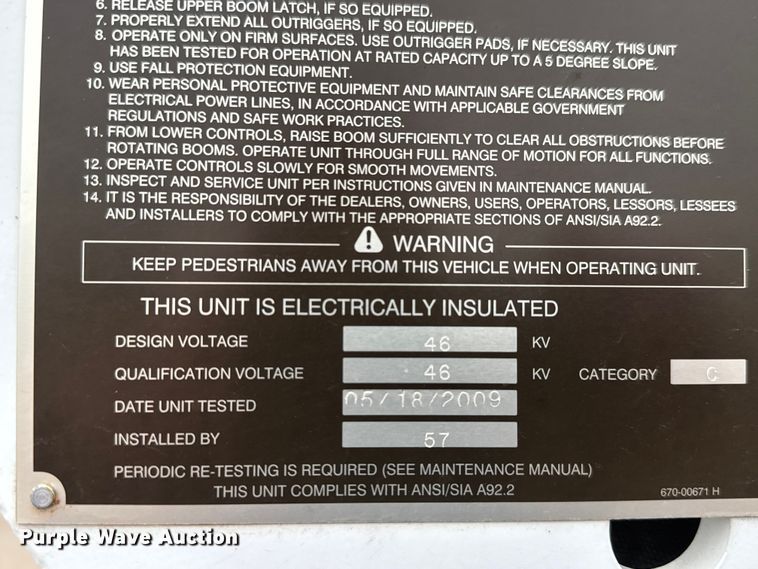 6. RELEASE UPPER BOOM LATCH, IF SO EQUIPPED.
7. PROPERLY EXTEND ALL OUTRIGGERS, IF SO EQUIPPED.
8. OPERATE ONLY ON FIRM SURFACES. USE OUTRIGGER PADS, IF NECESSARY. THIS UNIT
HAS BEEN TESTED FOR OPERATION AT RATED CAPACITY UP TO A 5 DEGREE SLOPE.
9. USE FALL PROTECTION EQUIPMENT.
10. WEAR PERSONAL PROTECTIVE EQUIPMENT AND MAINTAIN SAFE CLEARANCES FROM
ELECTRICAL POWER LINES, IN ACCORDANCE WITH APPLICABLE GOVERNMENT
REGULATIONS AND SAFE WORK PRACTICES.
11. FROM LOWER CONTROLS, RAISE BOOM SUFFICIENTLY TO CLEAR ALL OBSTRUCTIONS BEFORE
ROTATING BOOMS. OPERATE UNIT THROUGH FULL RANGE OF MOTION FOR ALL FUNCTIONS.
12. OPERATE CONTROLS SLOWLY FOR SMOOTH MOVEMENTS.
13. INSPECT AND SERVICE UNIT PER INSTRUCTIONS GIVEN IN MAINTENANCE MANUAL.
14. IT IS THE RESPONSIBILITY OF THE DEALERS, OWNERS, USERS, OPERATORS, LESSORS, LESSEES
AND INSTALLERS TO COMPLY WITH THE APPROPRIATE SECTIONS OF ANSI/SIA A92.2.
WARNING
KEEP PEDESTRIANS AWAY FROM THIS VEHICLE WHEN OPERATING UNIT.
THIS UNIT IS ELECTRICALLY INSULATED
DESIGN VOLTAGE 46 KV
QUALIFICATION VOLTAGE 46 KV CATEGORY C
DATE UNIT TESTED 05/18/2009
INSTALLED BY 57
PERIODIC RE-TESTING IS REQUIRED (SEE MAINTENANCE MANUAL)
THIS UNIT COMPLIES WITH ANSI/SIA A92.2
670-00671 H
Purple Wave Auction